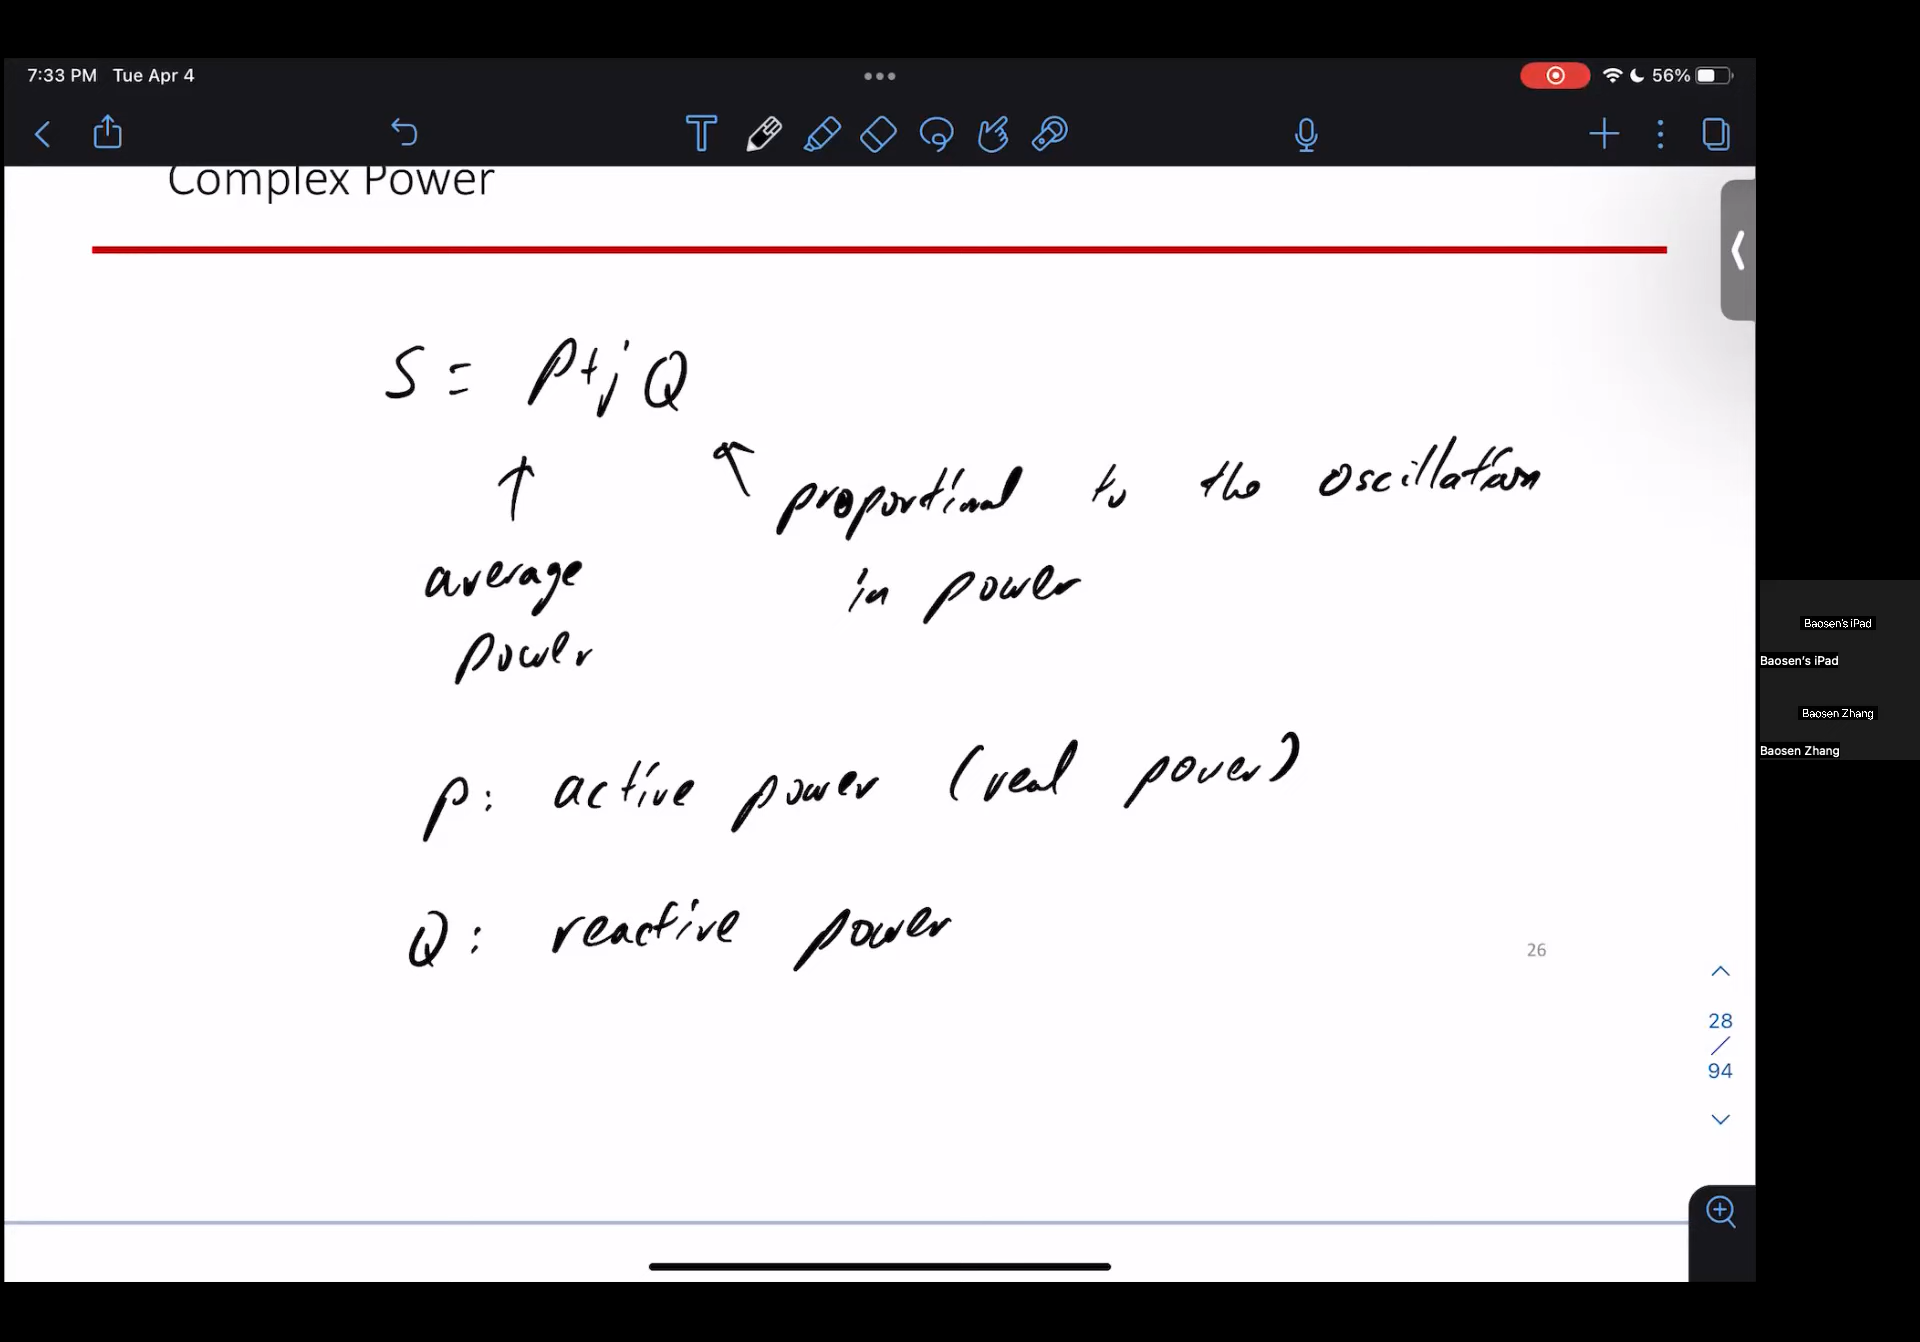 7:33 PM Tue Apr 4
56%
Complex Power
S = P + j Q
proportional to the oscillation
in power
average
power
P: active power (real power)
Q: reactive power
26
28
/
94
Baosen's iPad
Baosen's iPad
Baosen Zhang
Baosen Zhang